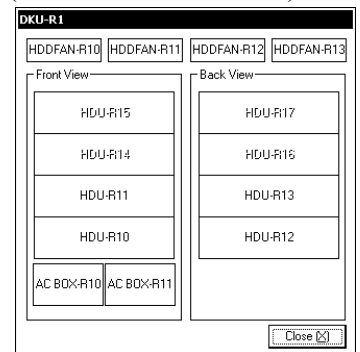 DKU-R1
HDDFAN-R10 HDDFAN-R11 HDDFAN-R12 HDDFAN-R13
Front View
HDU-R15
HDU-R14
HDU-R11
HDU-R10
AC BOX-R10 AC BOX-R11
Back View
HDU-R17
HDU-R16
HDU-R13
HDU-R12
Close (X)